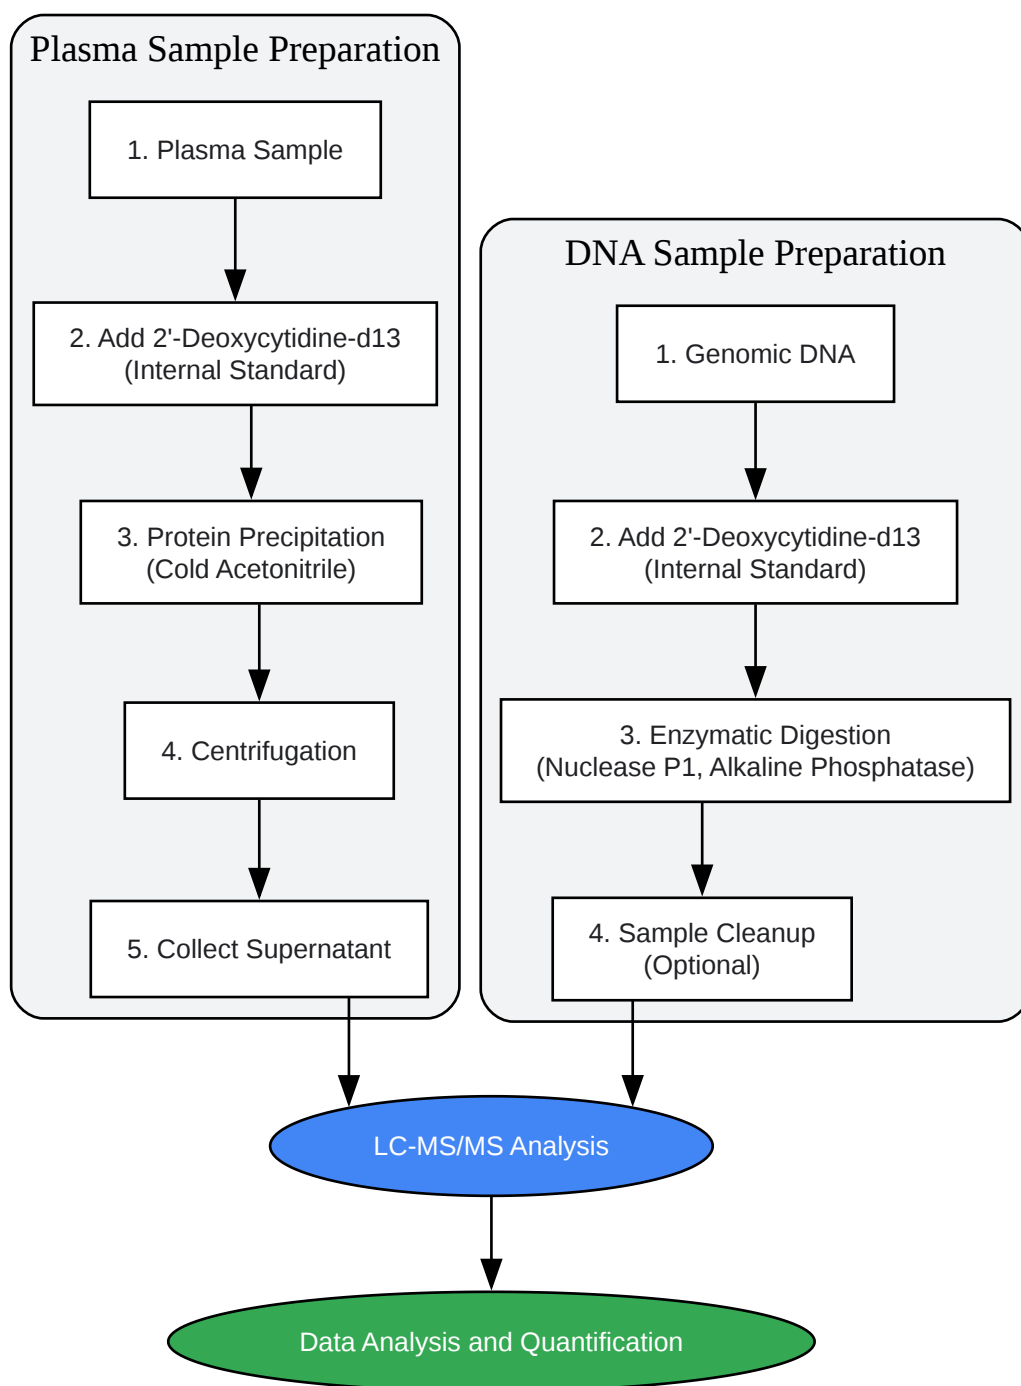 Plasma Sample Preparation
1. Plasma Sample
2. Add 2'-Deoxycytidine-d13
(Internal Standard)
3. Protein Precipitation
(Cold Acetonitrile)
4. Centrifugation
5. Collect Supernatant
DNA Sample Preparation
1. Genomic DNA
2. Add 2'-Deoxycytidine-d13
(Internal Standard)
3. Enzymatic Digestion
(Nuclease P1, Alkaline Phosphatase)
4. Sample Cleanup
(Optional)
LC-MS/MS Analysis
Data Analysis and Quantification